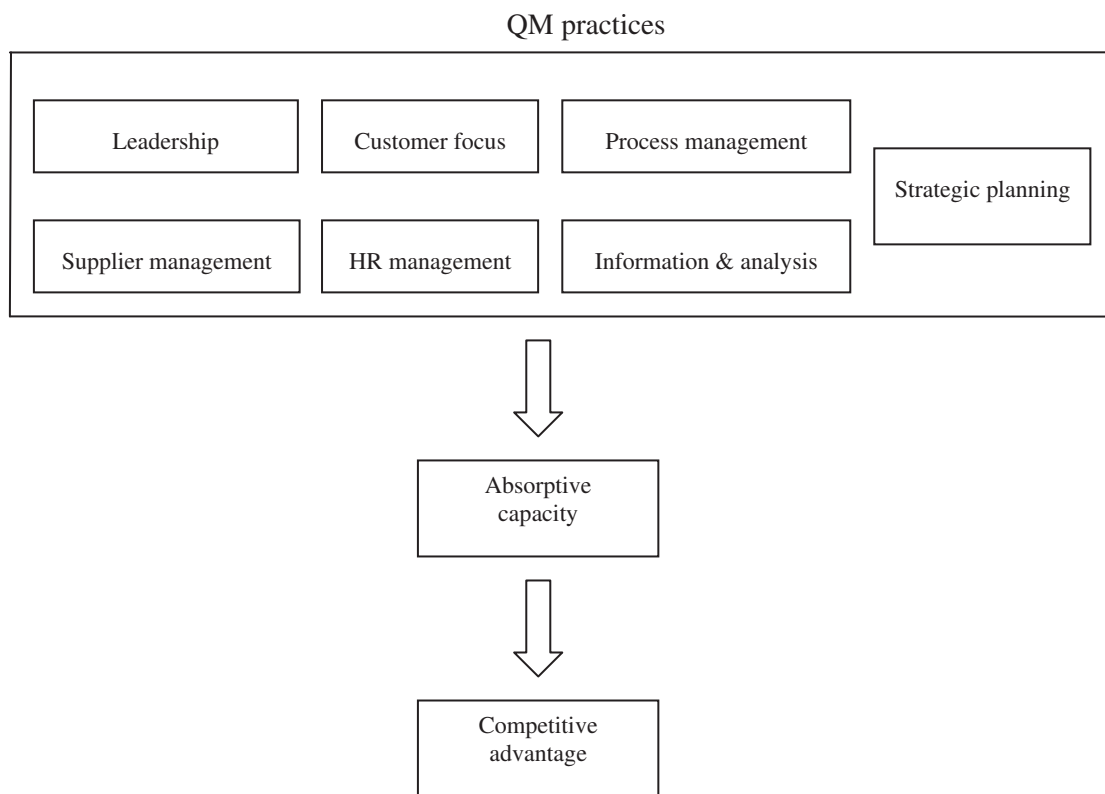 QM practices
Leadership
Customer focus
Process management
Strategic planning
Supplier management
HR management
Information & analysis
Absorptive
capacity
Competitive
advantage